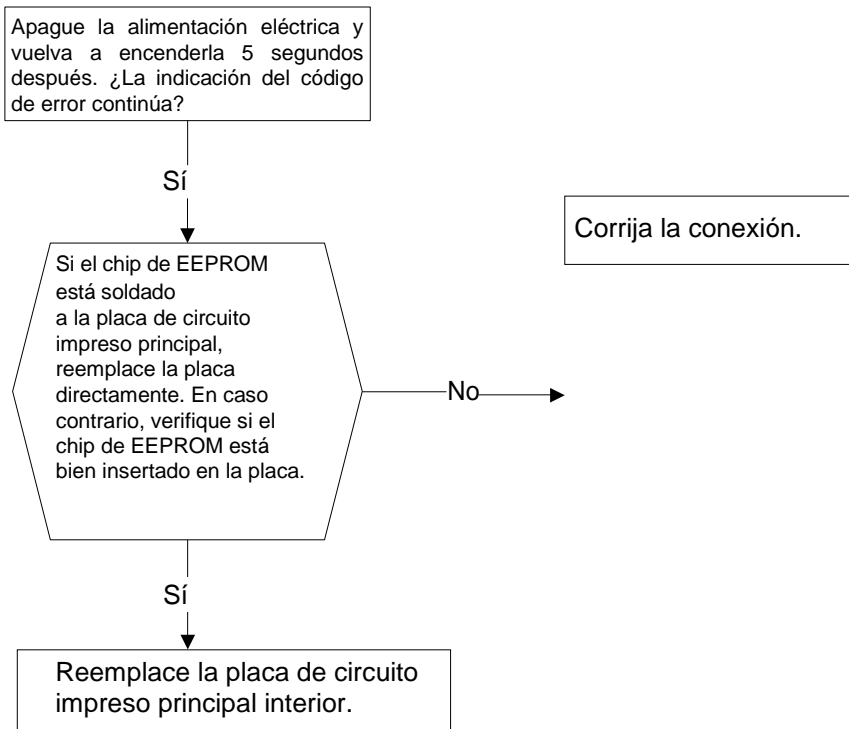 Apague la alimentación eléctrica y
vuelva a encenderla 5 segundos
después. ¿La indicación del código
de error continúa?
Sí
Corrija la conexión.
Si el chip de EEPROM
está soldado
a la placa de circuito
impreso principal,
reemplace la placa
directamente. En caso
contrario, verifique si el
chip de EEPROM está
bien insertado en la placa.
No
Sí
Reemplace la placa de circuito
impreso principal interior.